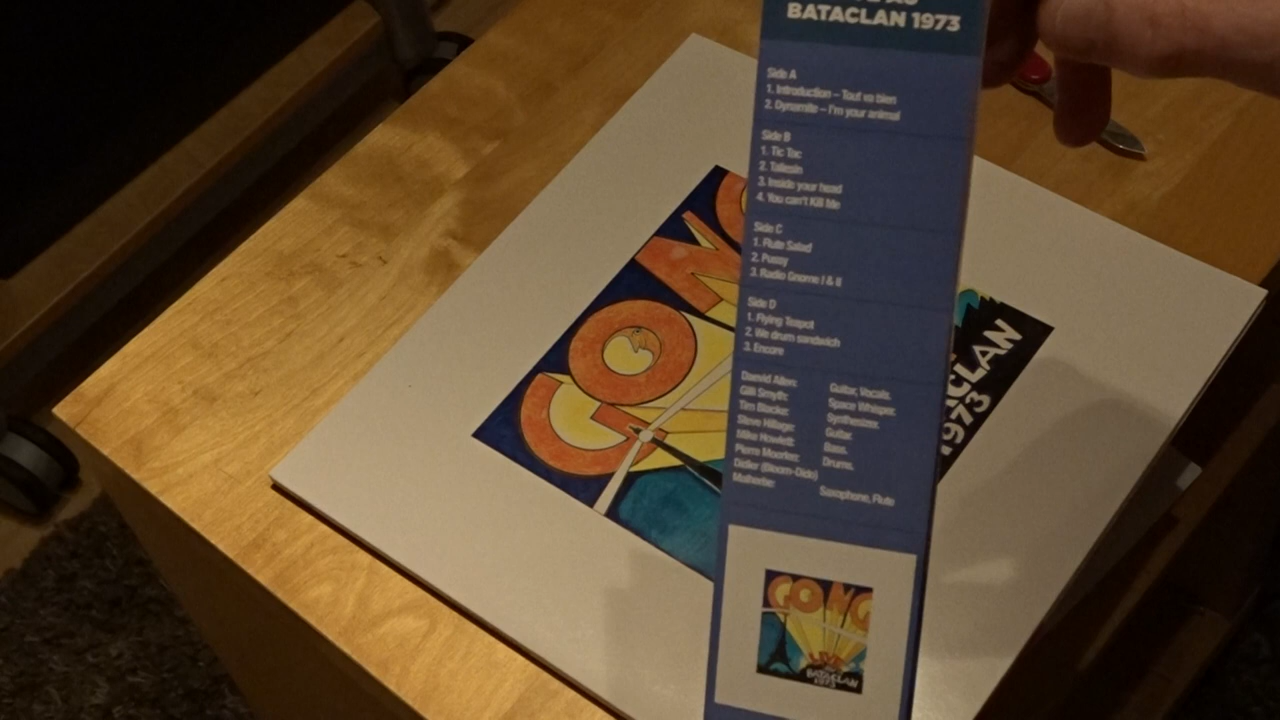 BATACLAN 1973
Side A
1. Introduction – Tout va bien
2. Dynamite – I'm your animal
Side B
1. Tic Toc
2. Taliesin
3. Inside your head
4. You can't Kill Me
Side C
1. Flute Salad
2. Pussy
3. Radio Gnome I & II
Side D
1. Flying Teapot
2. We drum sandwich
3. Encore
Daevid Allen: Guitar, Vocals.
Gilli Smyth: Space Whisper.
Tim Blacke: Synthesizer.
Steve Hillage: Guitar.
Mike Howlett: Bass.
Pierre Moerlen: Drums.
Didier (Bloom-Dido)
Malherbe: Saxophone, Flute
GONG
LIVE
BATACLAN
1973
GONG
CLAN
1973